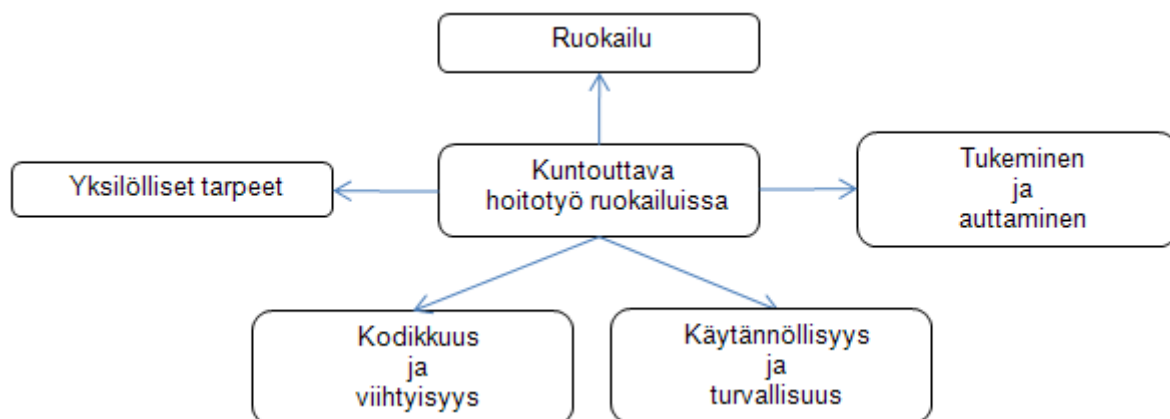 Ruokailu
Yksilölliset tarpeet
Kuntouttava
hoitotyö ruokailuissa
Tukeminen
ja
auttaminen
Kodikkuus
ja
viihtyisyys
Käytännöllisyys
ja
turvallisuus